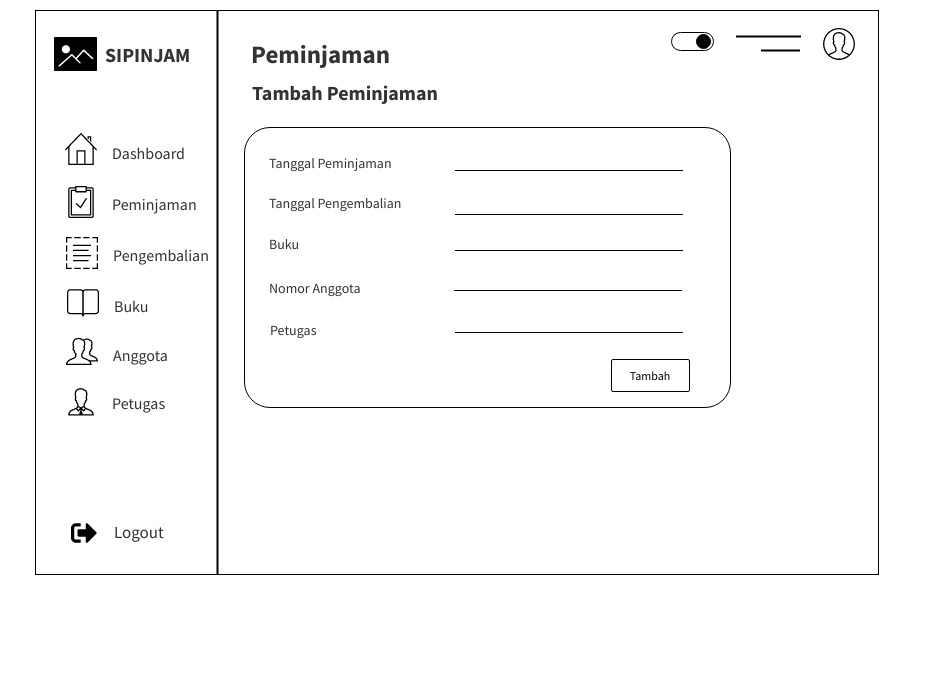 SIPINJAM
Dashboard
Peminjaman
Pengembalian
Buku
Anggota
Petugas
Logout
Peminjaman
Tambah Peminjaman
Tanggal Peminjaman
Tanggal Pengembalian
Buku
Nomor Anggota
Petugas
Tambah